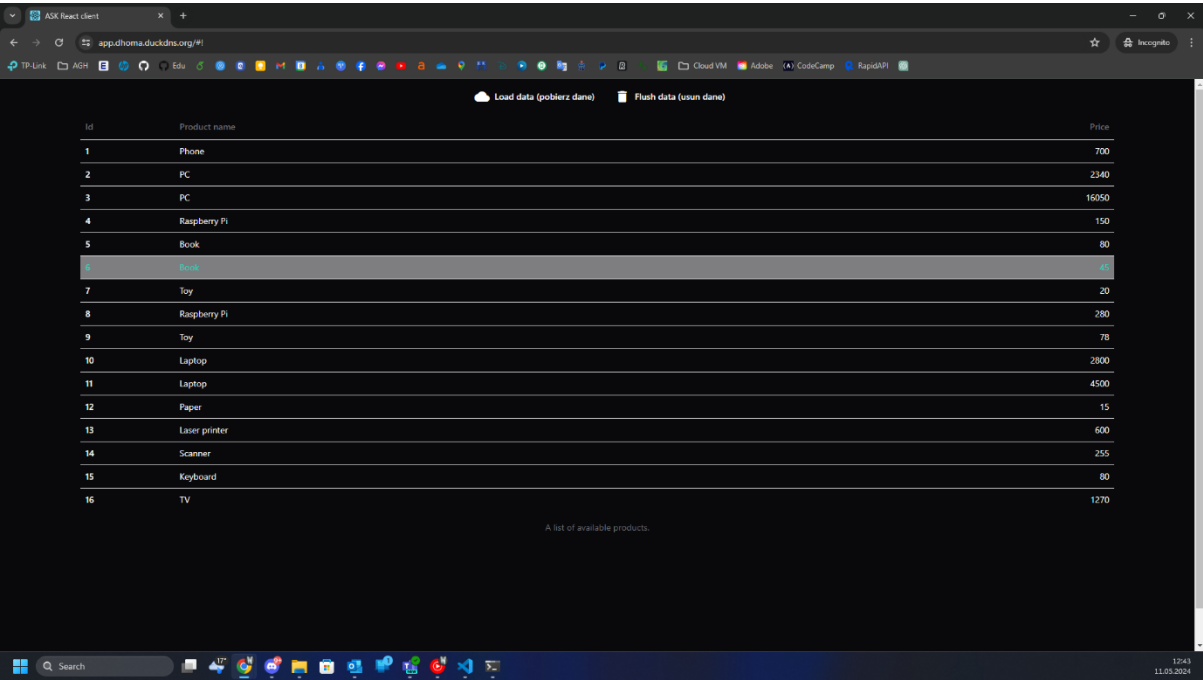 ASK React client
app.dhoma.duckdns.org/#!
Incognito
TP-Link AGH Edu Cloud VM Adobe CodeCamp RapidAPI
Load data (pobierz dane) Flush data (usun dane)
Id Product name Price
1 Phone 700
2 PC 2340
3 PC 16050
4 Raspberry Pi 150
5 Book 80
6 Book 45
7 Toy 20
8 Raspberry Pi 280
9 Toy 78
10 Laptop 2800
11 Laptop 4500
12 Paper 15
13 Laser printer 600
14 Scanner 255
15 Keyboard 80
16 TV 1270
A list of available products.
Search 17° 12:43
11.05.2024